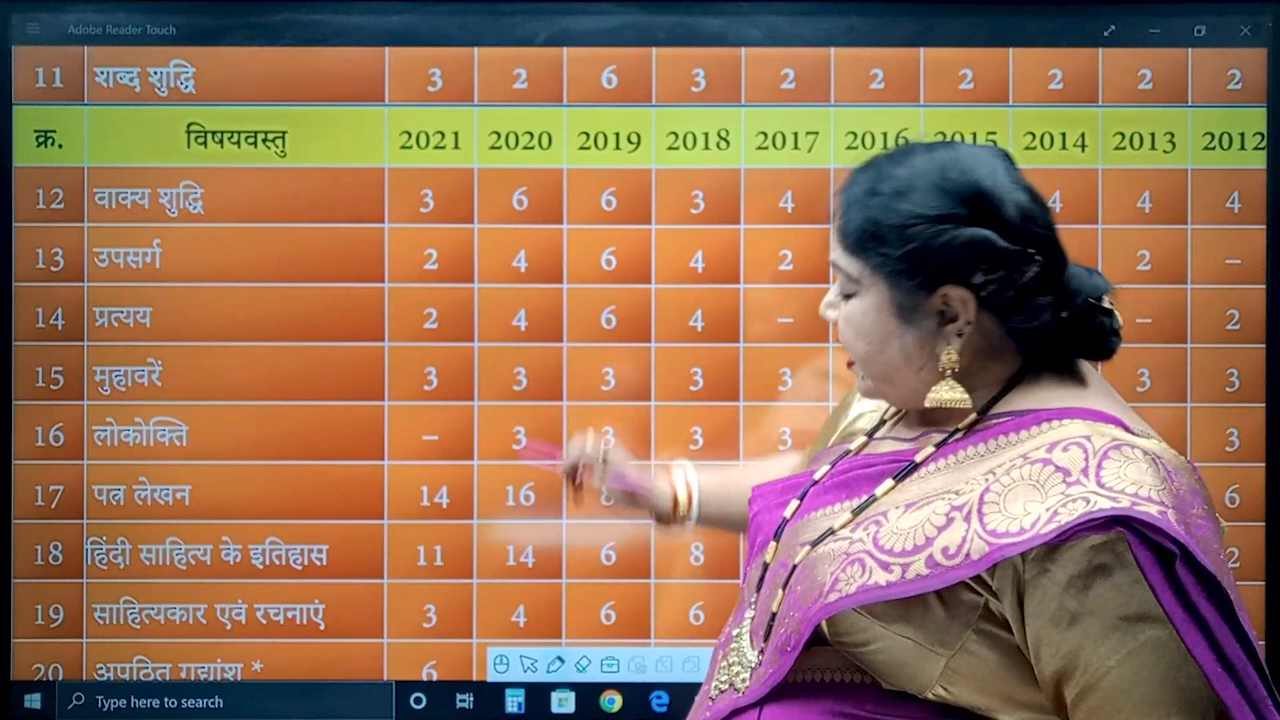 Adobe Reader Touch
11 शब्द शुद्धि 3 2 6 3 2 2 2 2 2 2
क्र. विषयवस्तु 2021 2020 2019 2018 2017 2016 2015 2014 2013 2012
12 वाक्य शुद्धि 3 6 6 3 4 4 4 4
13 उपसर्ग 2 4 6 4 2 2 –
14 प्रत्यय 2 4 6 4 – – 2
15 मुहावरें 3 3 3 3 3 3 3
16 लोकोक्ति – 3 3 3 3 3
17 पत्र लेखन 14 16 6
18 हिंदी साहित्य के इतिहास 11 14 6 8 2
19 साहित्यकार एवं रचनाएं 3 4 6 6
20 अपठित गद्यांश * 6
Type here to search